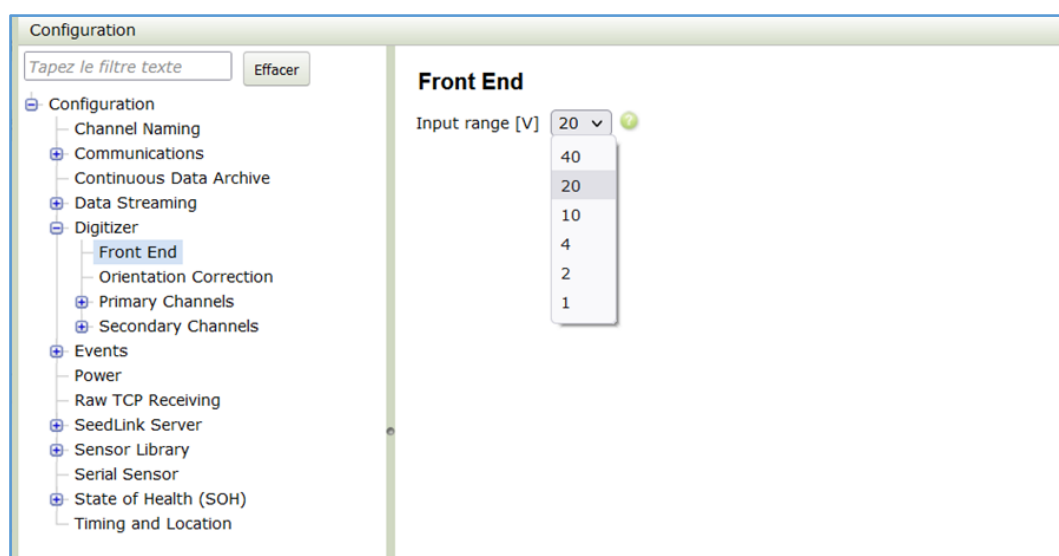 Configuration
Tapez le filtre texte
Effacer
Configuration
Channel Naming
Communications
Continuous Data Archive
Data Streaming
Digitizer
Front End
Orientation Correction
Primary Channels
Secondary Channels
Events
Power
Raw TCP Receiving
SeedLink Server
Sensor Library
Serial Sensor
State of Health (SOH)
Timing and Location
Front End
Input range [V] 20
40
20
10
4
2
1